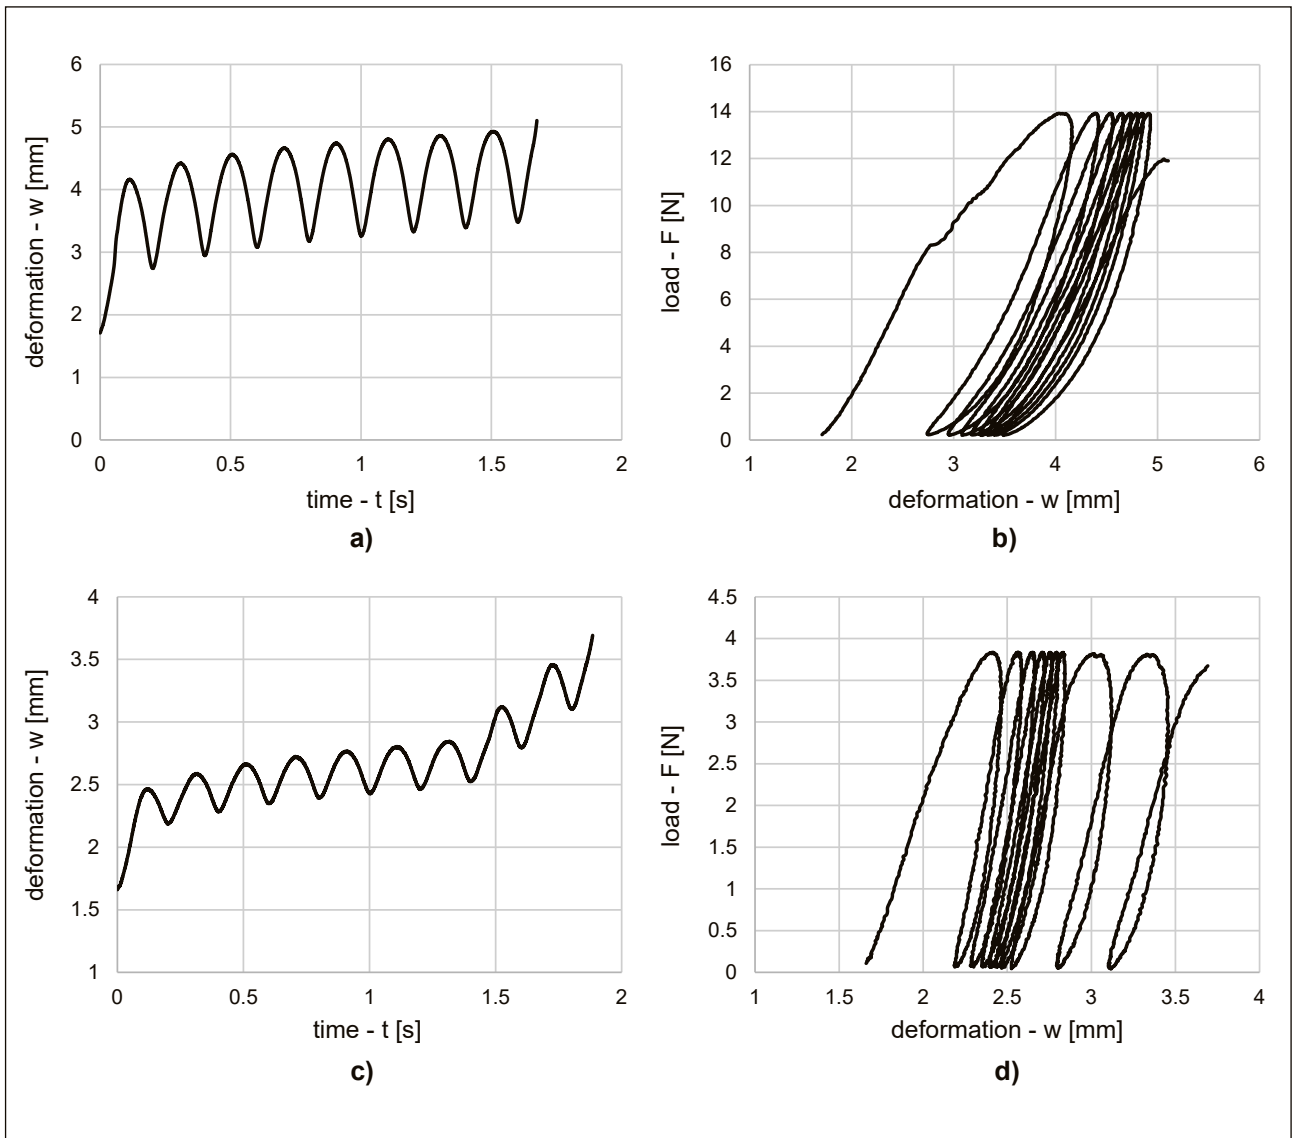 6
5
4
3
2
1
0
0 0.5 1 1.5 2
deformation - w [mm]
time - t [s]
a)
16
14
12
10
8
6
4
2
0
1 2 3 4 5 6
load - F [N]
deformation - w [mm]
b)
4
3.5
3
2.5
2
1.5
1
0 0.5 1 1.5 2
deformation - w [mm]
time - t [s]
c)
4.5
4
3.5
3
2.5
2
1.5
1
0.5
0
1 1.5 2 2.5 3 3.5 4
load - F [N]
deformation - w [mm]
d)